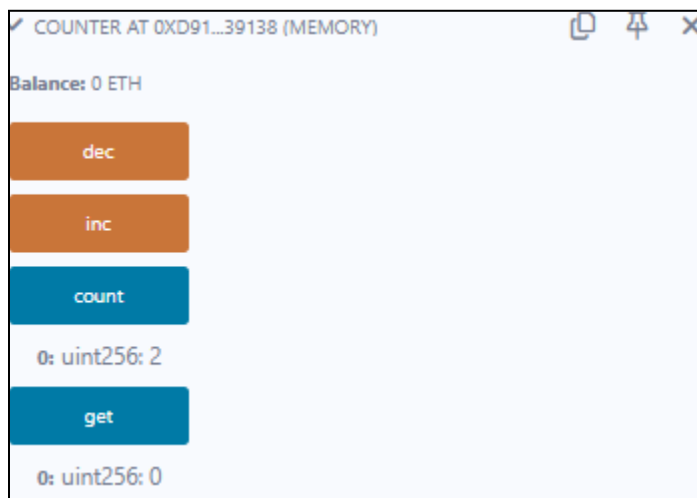 COUNTER AT 0XD91...39138 (MEMORY)
Balance: 0 ETH
dec
inc
count
0: uint256: 2
get
0: uint256: 0